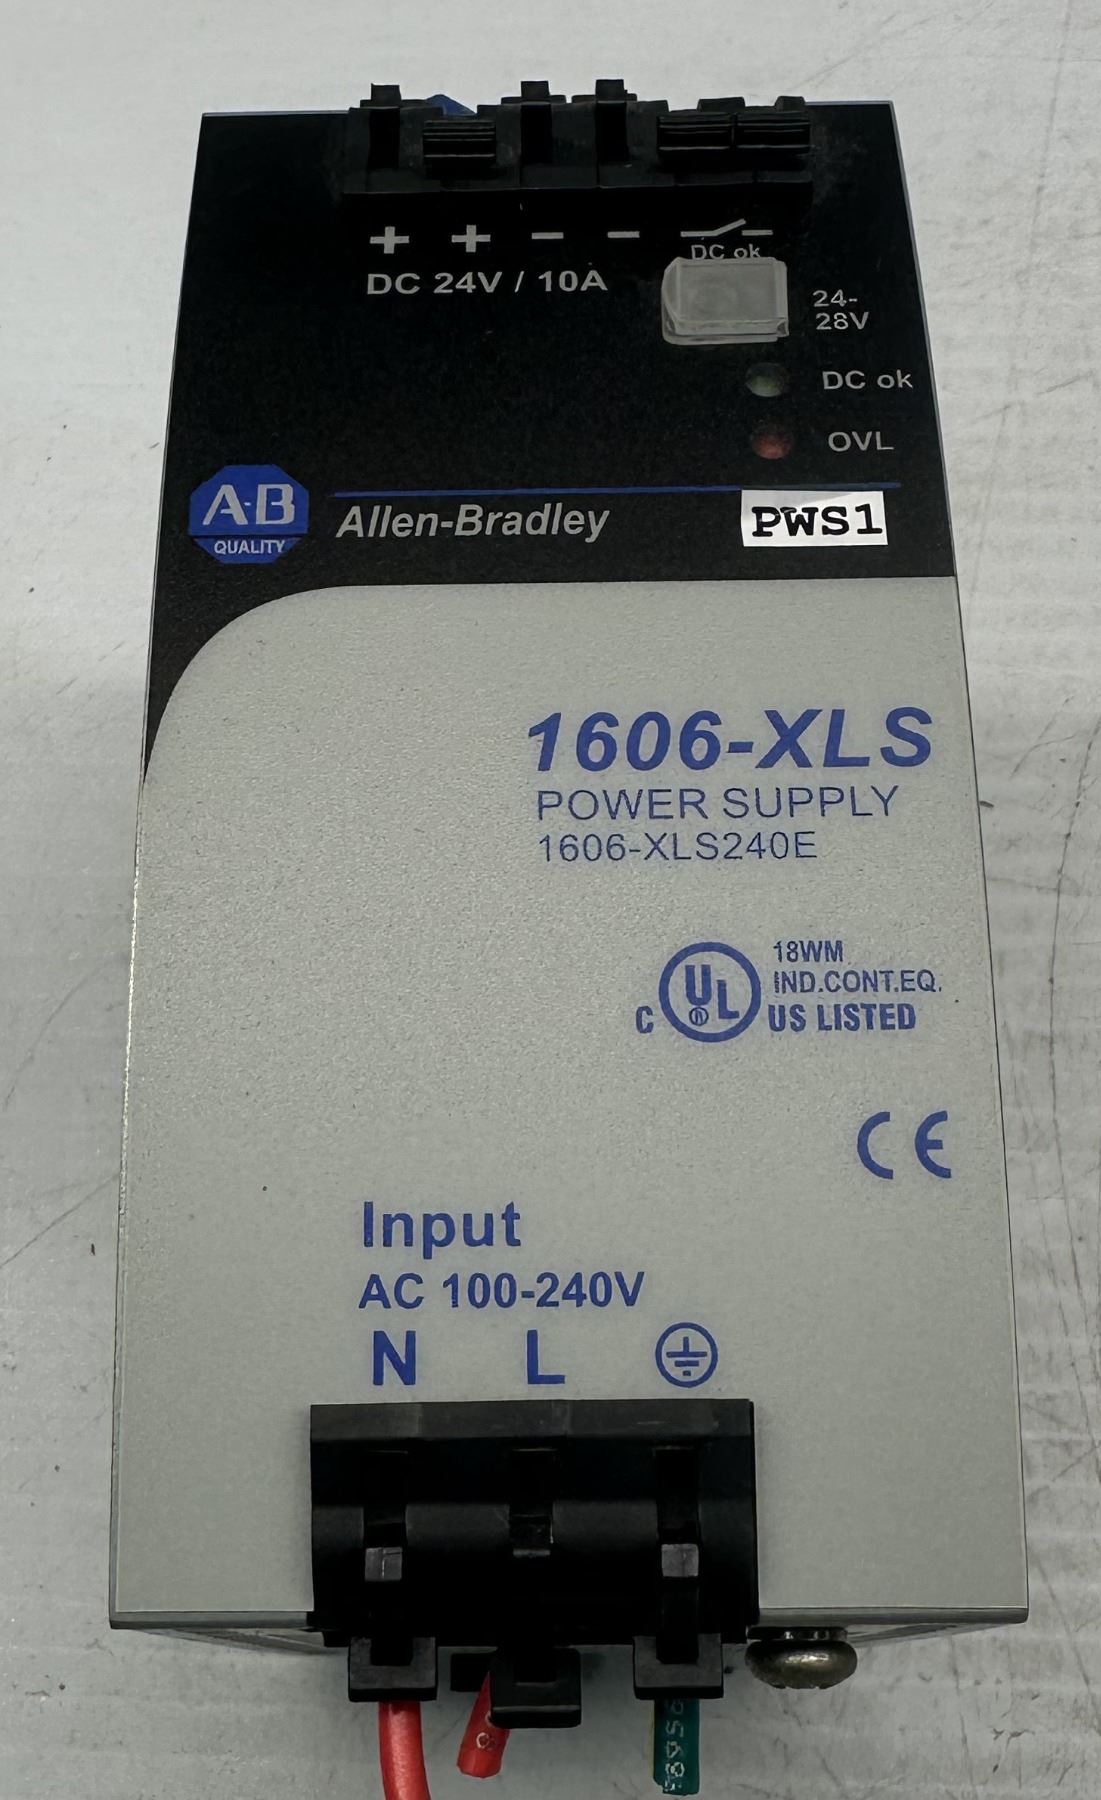 + + − −
DC ok
DC 24V / 10A
24-
28V
DC ok
OVL
A·B
QUALITY
Allen-Bradley
PWS1
1606-XLS
POWER SUPPLY
1606-XLS240E
C UL US LISTED
18WM
IND.CONT.EQ.
CE
Input
AC 100-240V
N L